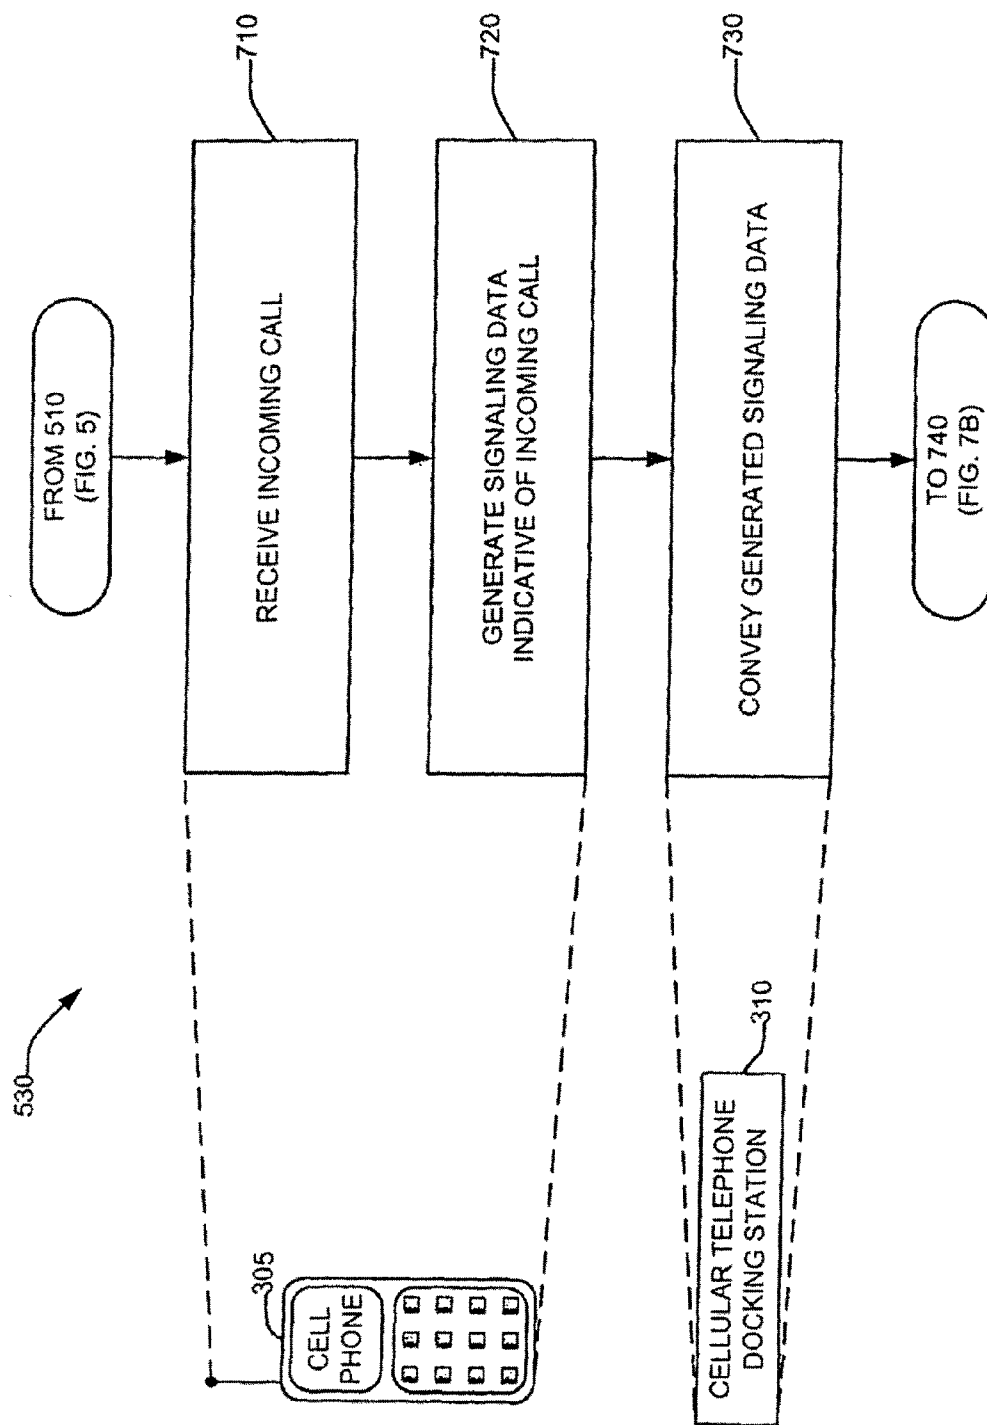 530
FROM 510
(FIG. 5)
305
CELL
PHONE
RECEIVE INCOMING CALL
710
GENERATE SIGNALING DATA
INDICATIVE OF INCOMING CALL
720
CELLULAR TELEPHONE
DOCKING STATION
310
CONVEY GENERATED SIGNALING DATA
730
TO 740
(FIG. 7B)